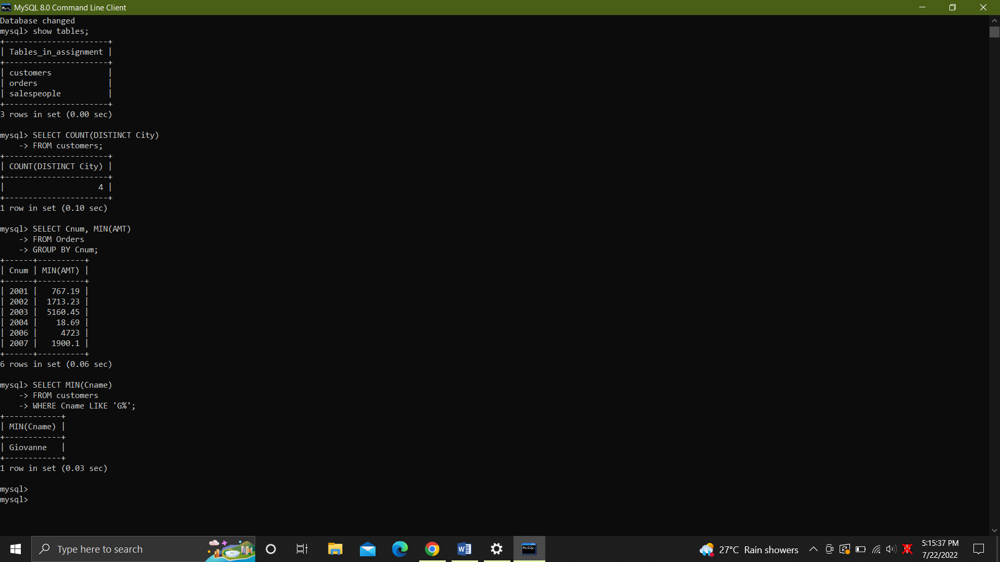 MySQL 8.0 Command Line Client
Database changed
mysql> show tables;
+----------------------+
| Tables_in_assignment |
+----------------------+
| customers            |
| orders               |
| salespeople          |
+----------------------+
3 rows in set (0.00 sec)
mysql> SELECT COUNT(DISTINCT City)
    -> FROM customers;
+----------------------+
| COUNT(DISTINCT City) |
+----------------------+
|                    4 |
+----------------------+
1 row in set (0.10 sec)
mysql> SELECT Cnum, MIN(AMT)
    -> FROM Orders
    -> GROUP BY Cnum;
+------+----------+
| Cnum | MIN(AMT) |
+------+----------+
| 2001 |   767.19 |
| 2002 |  1713.23 |
| 2003 |  5160.45 |
| 2004 |    18.69 |
| 2006 |     4723 |
| 2007 |   1900.1 |
+------+----------+
6 rows in set (0.06 sec)
mysql> SELECT MIN(Cname)
    -> FROM customers
    -> WHERE Cname LIKE 'G%';
+------------+
| MIN(Cname) |
+------------+
| Giovanne   |
+------------+
1 row in set (0.03 sec)
mysql>
mysql>
Type here to search
27°C Rain showers
5:15:37 PM
7/22/2022